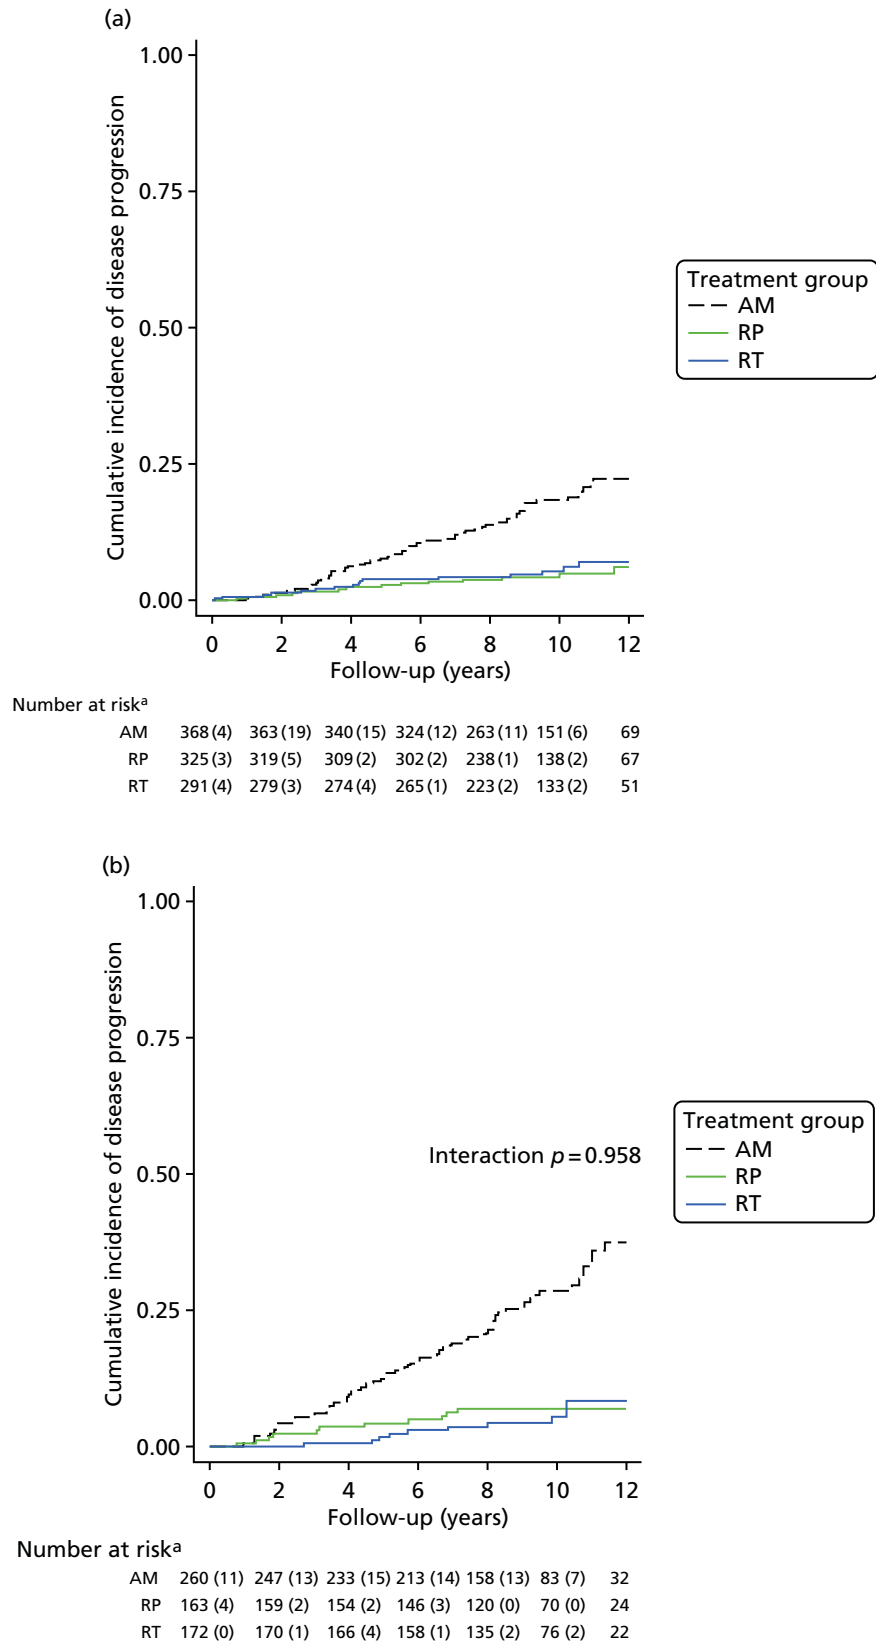 (a)
1.00
0.75
0.50
0.25
0.00
Cumulative incidence of disease progression
0 2 4 6 8 10 12
Follow-up (years)
Treatment group
AM
RP
RT
Number at riskᵃ
AM 368 (4) 363 (19) 340 (15) 324 (12) 263 (11) 151 (6) 69
RP 325 (3) 319 (5) 309 (2) 302 (2) 238 (1) 138 (2) 67
RT 291 (4) 279 (3) 274 (4) 265 (1) 223 (2) 133 (2) 51
(b)
1.00
0.75
0.50
0.25
0.00
Cumulative incidence of disease progression
Interaction p = 0.958
0 2 4 6 8 10 12
Follow-up (years)
Treatment group
AM
RP
RT
Number at riskᵃ
AM 260 (11) 247 (13) 233 (15) 213 (14) 158 (13) 83 (7) 32
RP 163 (4) 159 (2) 154 (2) 146 (3) 120 (0) 70 (0) 24
RT 172 (0) 170 (1) 166 (4) 158 (1) 135 (2) 76 (2) 22